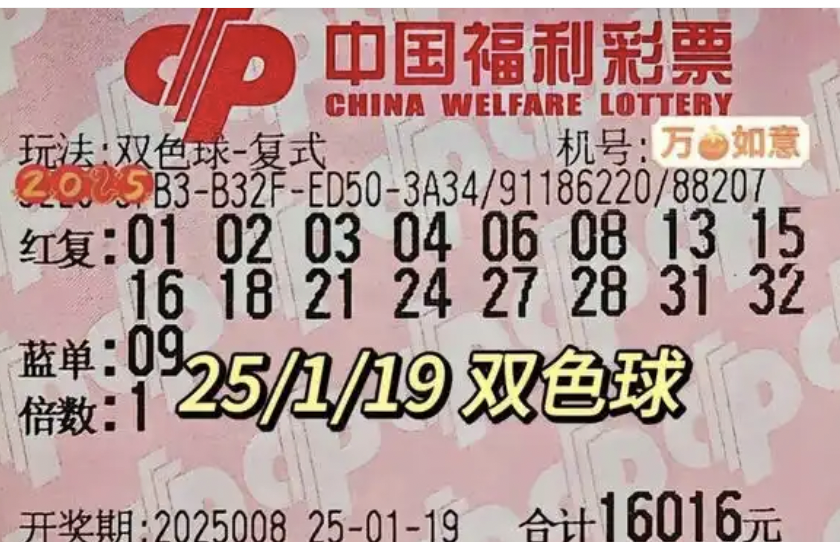 中国福利彩票
CHINA WELFARE LOTTERY
玩法:双色球-复式 机号: 万 如意
2025 B3-B32F-ED50-3A34/91186220/88207
红复:01 02 03 04 06 08 13 15
16 18 21 24 27 28 31 32
蓝单:09
25/1/19 双色球
倍数:1
开奖期:2025008 25-01-19 合计16016元